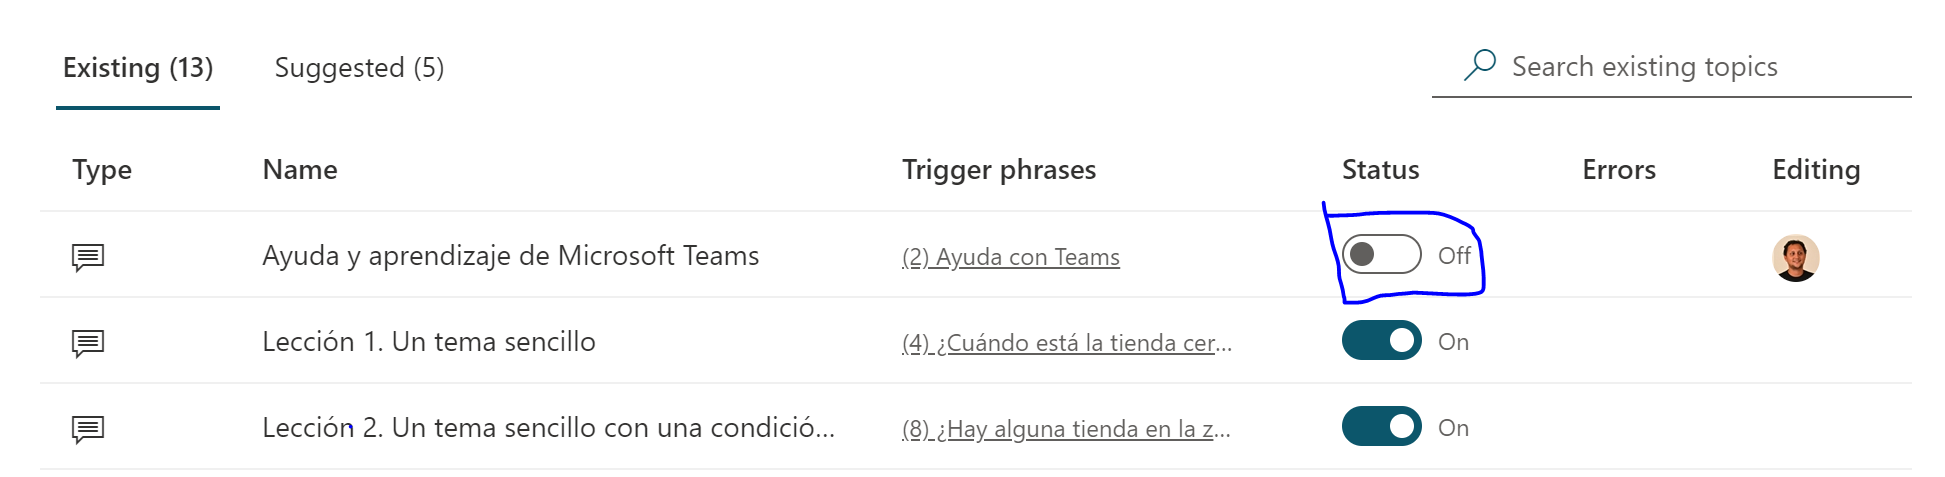 Existing (13) Suggested (5) Search existing topics
Type Name Trigger phrases Status Errors Editing
Ayuda y aprendizaje de Microsoft Teams (2) Ayuda con Teams Off
Lección 1. Un tema sencillo (4) ¿Cuándo está la tienda cer... On
Lección 2. Un tema sencillo con una condició... (8) ¿Hay alguna tienda en la z... On